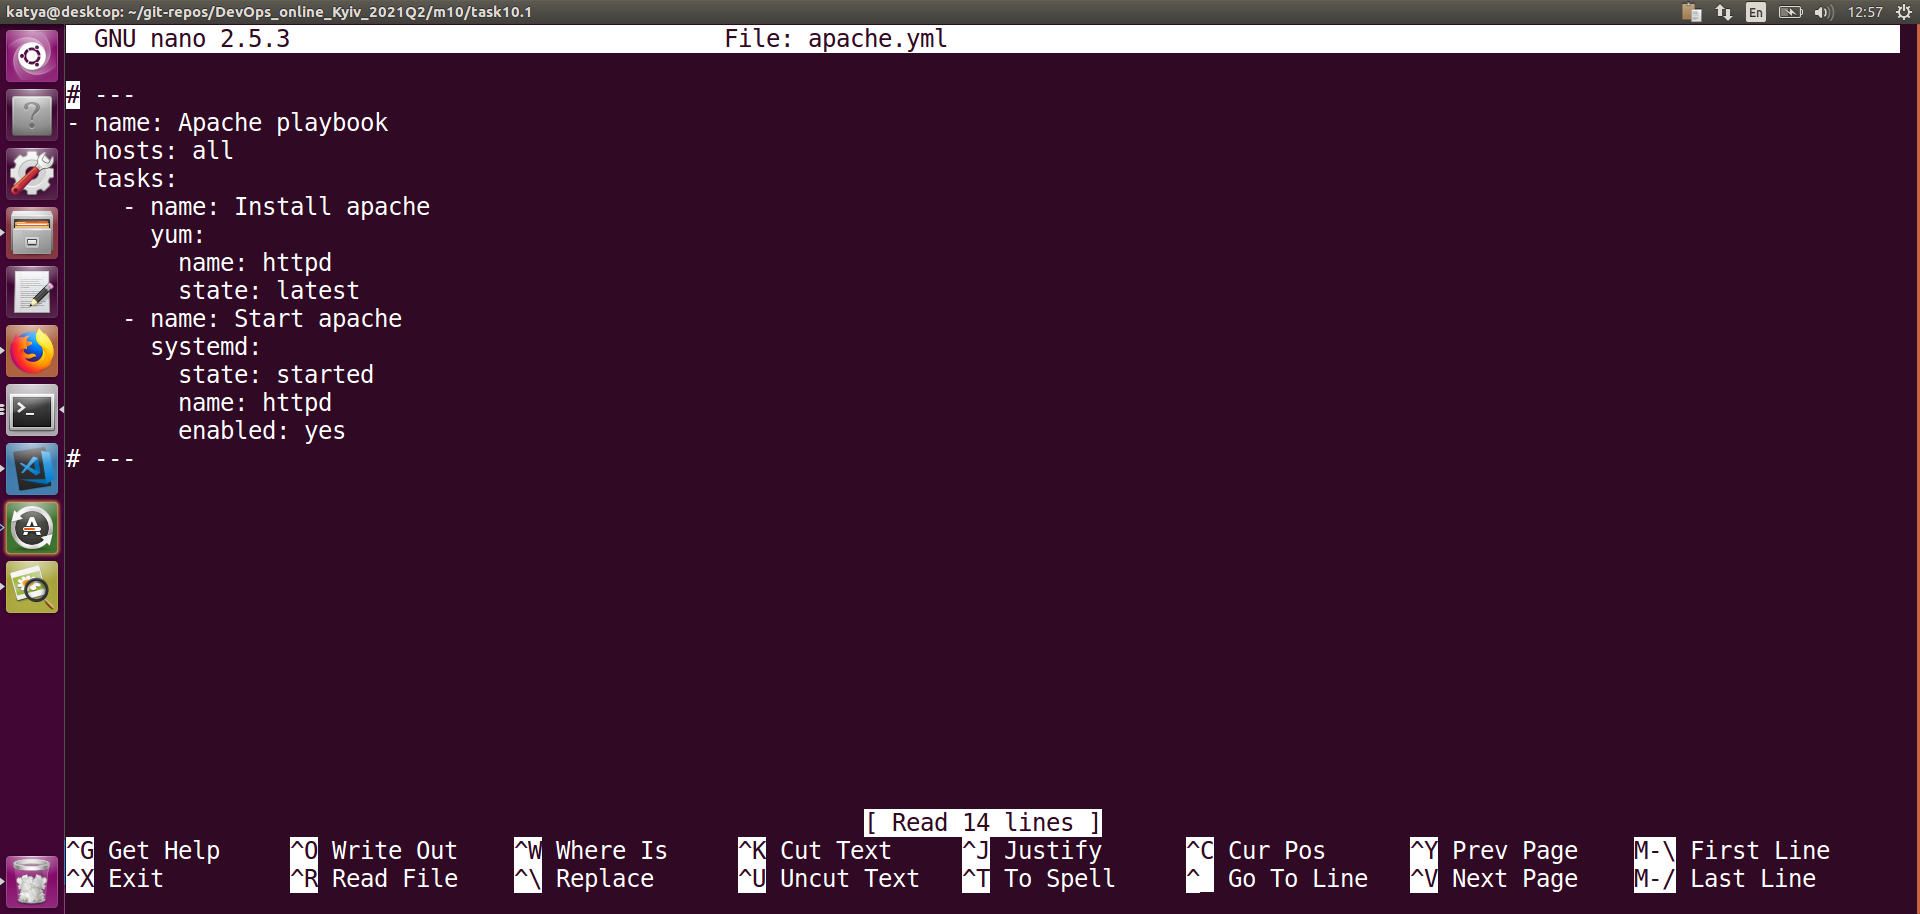 katya@desktop: ~/git-repos/DevOps_online_Kyiv_2021Q2/m10/task10.1 En 12:57
GNU nano 2.5.3 File: apache.yml
# ---
- name: Apache playbook
  hosts: all
  tasks:
    - name: Install apache
      yum:
        name: httpd
        state: latest
    - name: Start apache
      systemd:
        state: started
        name: httpd
        enabled: yes
# ---
[ Read 14 lines ]
^G Get Help ^O Write Out ^W Where Is ^K Cut Text ^J Justify ^C Cur Pos ^Y Prev Page M-\ First Line
^X Exit ^R Read File ^\ Replace ^U Uncut Text ^T To Spell ^_ Go To Line ^V Next Page M-/ Last Line